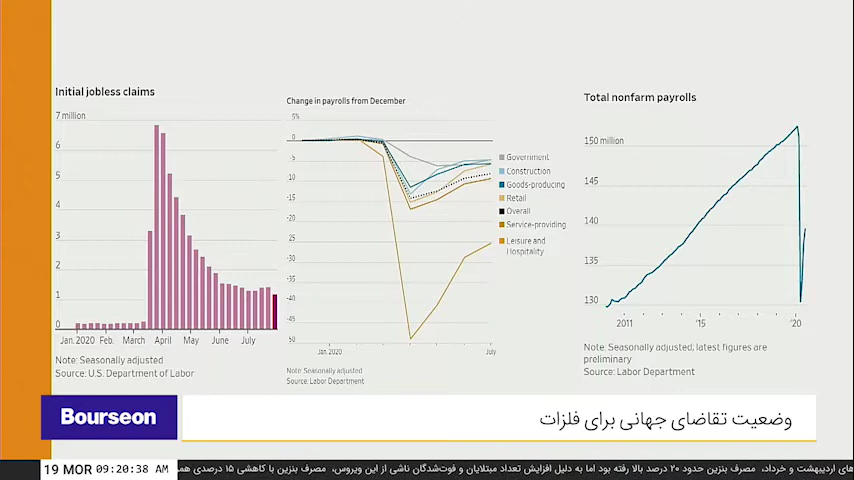 Initial jobless claims
7 million
6
5
4
3
2
1
0
Jan. 2020 Feb. March April May June July
Note: Seasonally adjusted
Source: U.S. Department of Labor
Change in payrolls from December
5%
0
-5
-10
-15
-20
-25
-30
-35
-40
-45
50
Jan. 2020 July
Government
Construction
Goods-producing
Retail
Overall
Service-providing
Leisure and
Hospitality
Note: Seasonally adjusted
Source: Labor Department
Total nonfarm payrolls
150 million
145
140
135
130
2011 '15 '20
Note: Seasonally adjusted; latest figures are
preliminary
Source: Labor Department
Bourseon
وضعیت تقاضای جهانی برای فلزات
19 MOR 09:20:38 AM
های اردیبهشت و خرداد، مصرف بنزین حدود ۲۰ درصد بالا رفته بود اما به دلیل افزایش تعداد مبتلایان و فوت‌شدگان ناشی از این ویروس، مصرف بنزین با کاهشی ۱۵ درصدی همـ